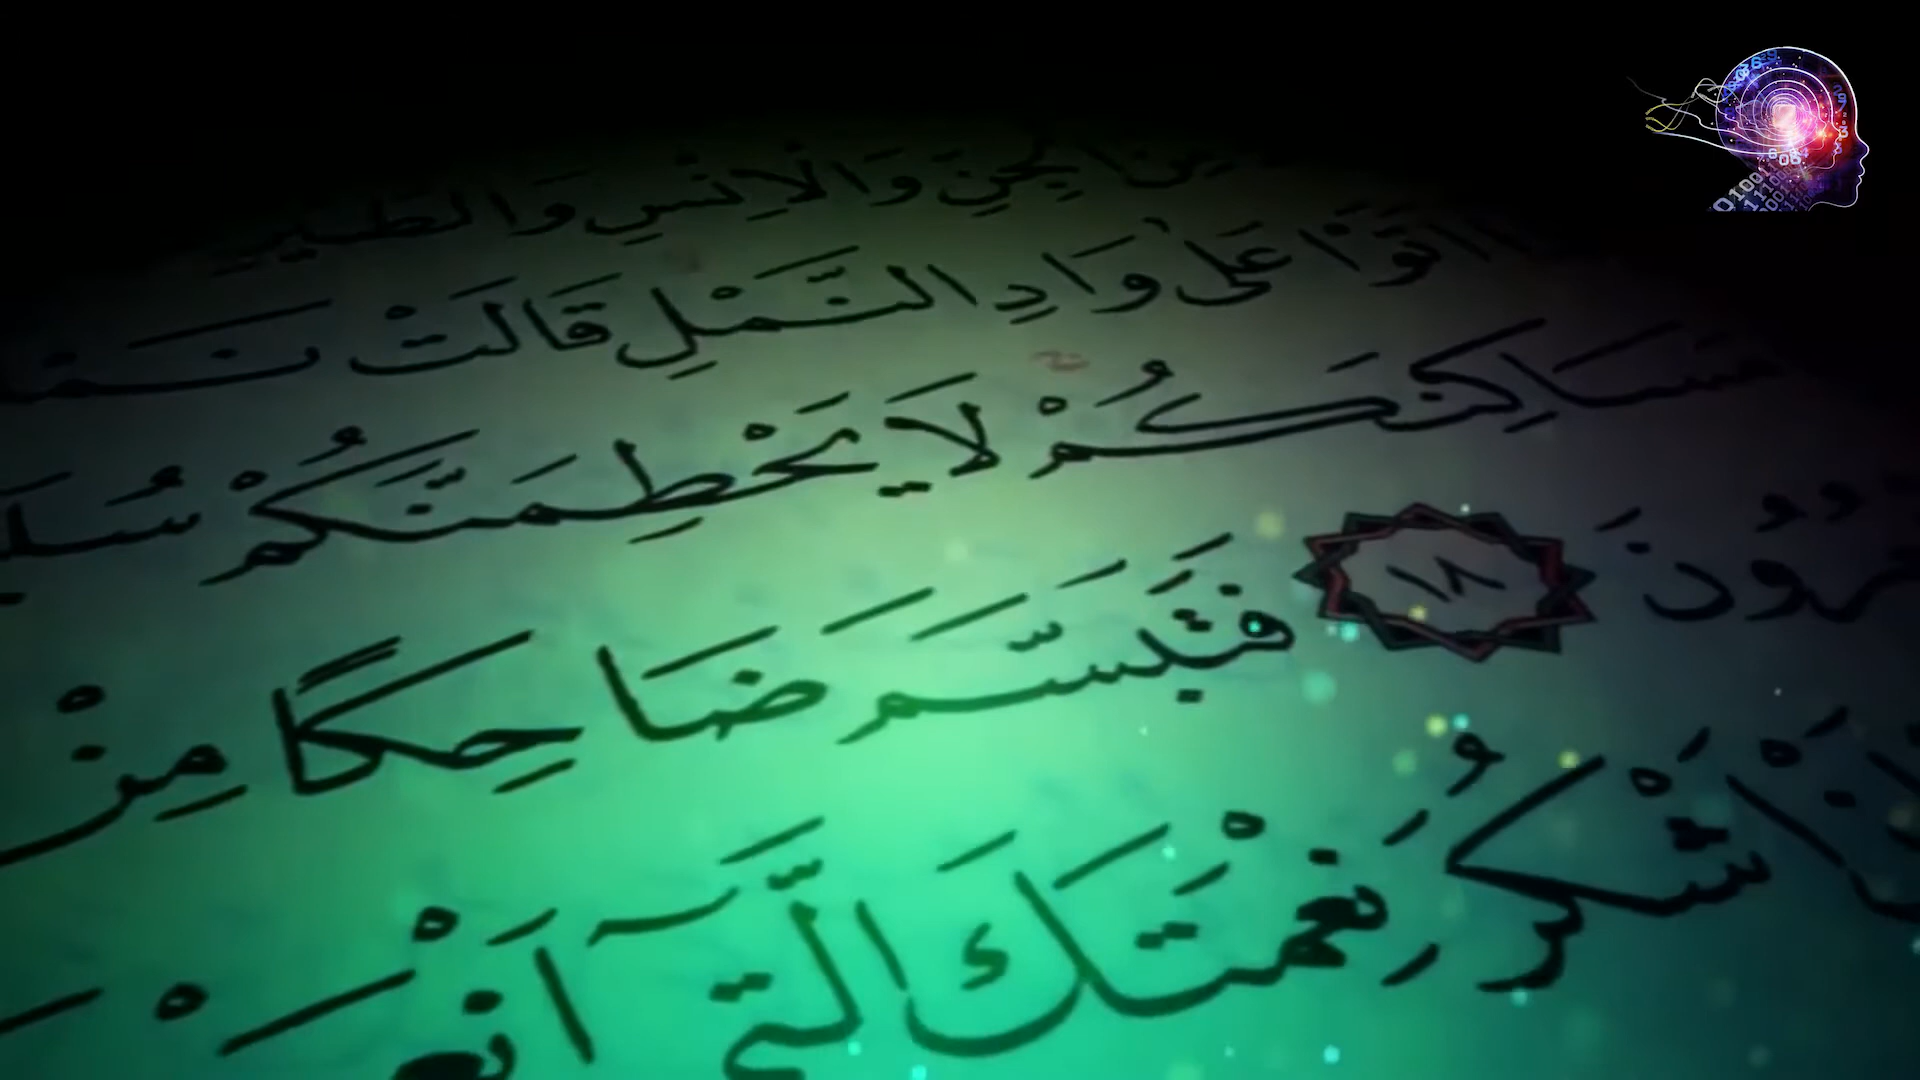 مِنَ الْجِنِّ وَالْاِنْسِ وَالطَّيْرِ
اَتَوْا عَلٰى وَادِ النَّمْلِ قَالَتْ
مَسَاكِنَكُمْ لَا يَحْطِمَنَّكُمْ
١٨ فَتَبَسَّمَ ضَاحِكًا مِنْ
اَشْكُرَ نِعْمَتَكَ الَّتٖٓى اَنْعَمْ